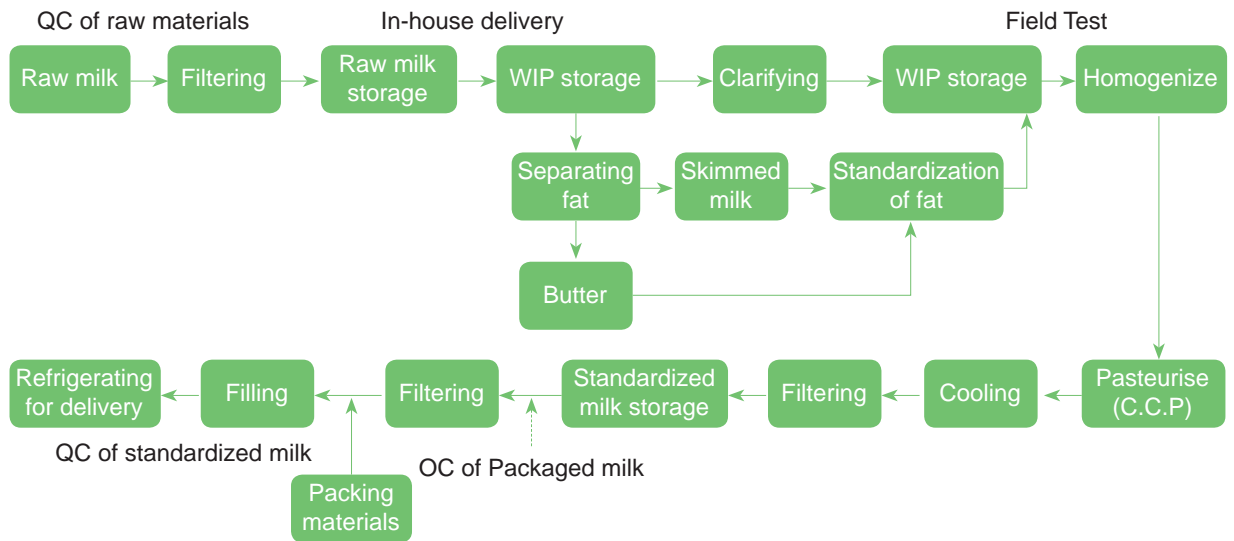 QC of raw materials
In-house delivery
Field Test
Raw milk
Filtering
Raw milk
storage
WIP storage
Clarifying
WIP storage
Homogenize
Separating
fat
Skimmed
milk
Standardization
of fat
Butter
Refrigerating
for delivery
Filling
Filtering
Standardized
milk storage
Filtering
Cooling
Pasteurise
(C.C.P)
QC of standardized milk
OC of Packaged milk
Packing
materials